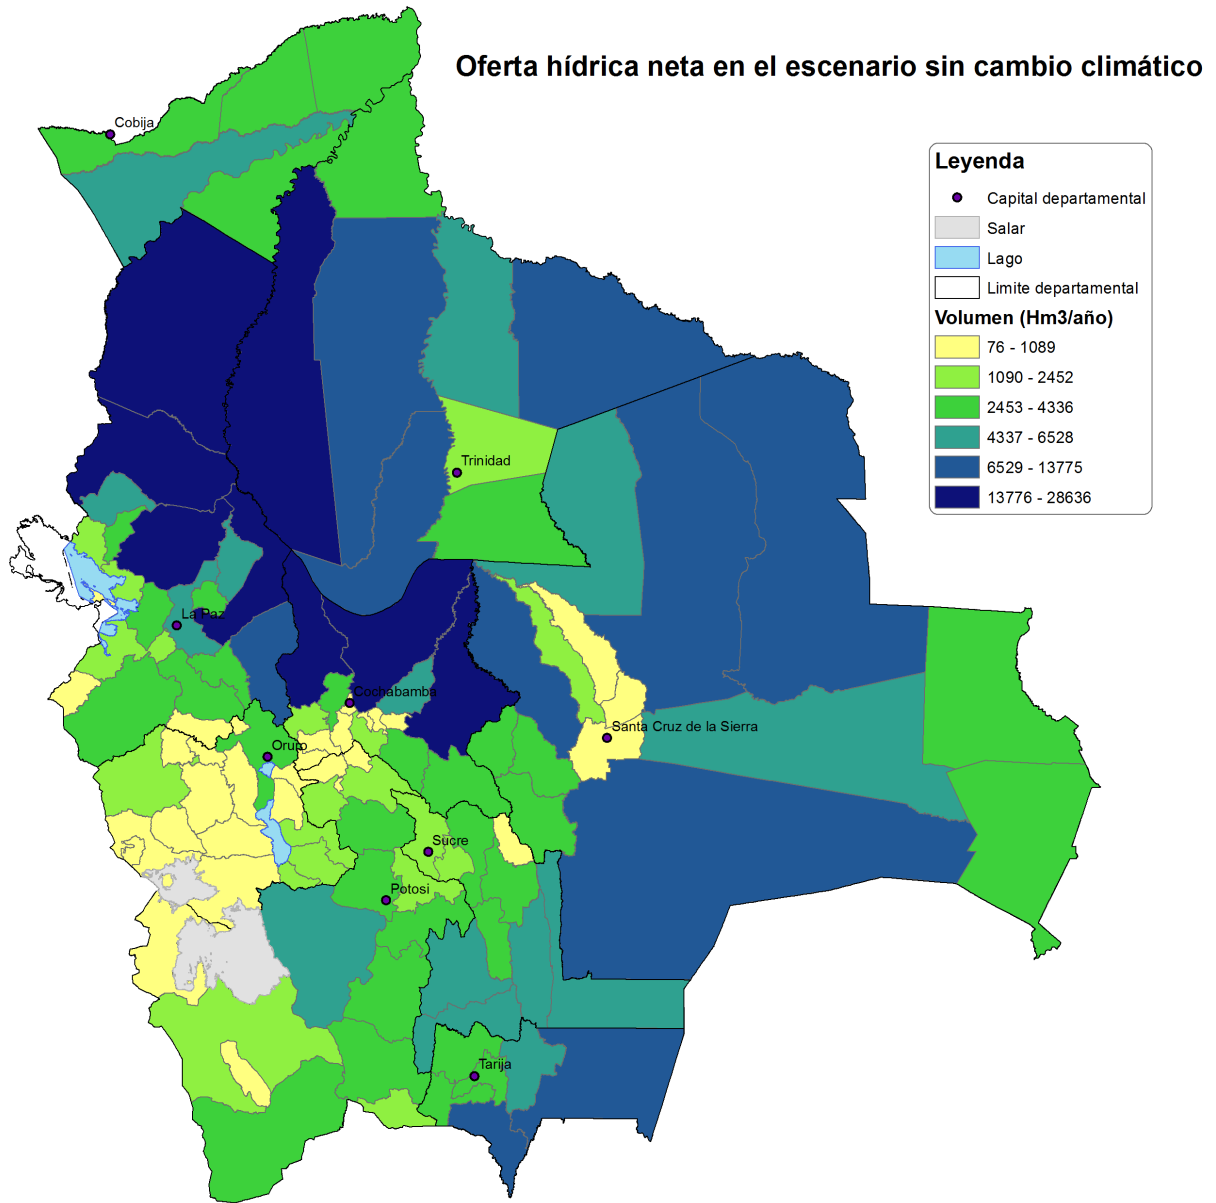 Oferta hídrica neta en el escenario sin cambio climático
Cobija
Leyenda
Capital departamental
Salar
Lago
Limite departamental
Volumen (Hm3/año)
76 - 1089
1090 - 2452
2453 - 4336
4337 - 6528
6529 - 13775
13776 - 28636
Trinidad
La Paz
Cochabamba
Santa Cruz de la Sierra
Oruro
Sucre
Potosi
Tarija